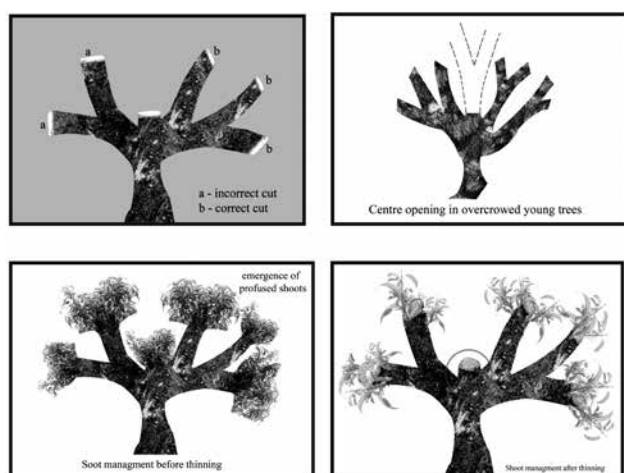 a
b
b
a
b
a - incorrect cut
b - correct cut
Centre opening in overcrowed young trees
emergence of
profused shoots
Soot managment before thinning
Shoot managment after thinning